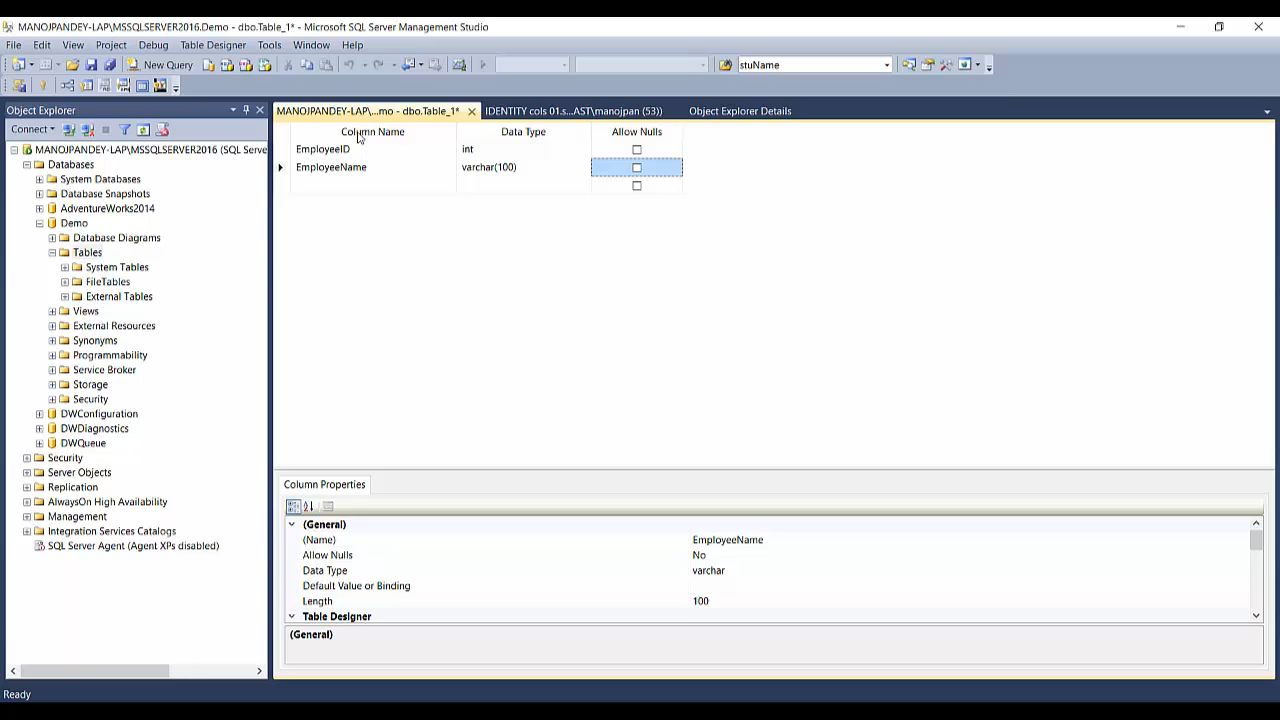 MANOJPANDEY-LAP\MSSQLSERVER2016.Demo - dbo.Table_1* - Microsoft SQL Server Management Studio
File Edit View Project Debug Table Designer Tools Window Help
New Query stuName
Object Explorer
MANOJPANDEY-LAP\...mo - dbo.Table_1* IDENTITY cols 01.s...AST\manojpan (53)) Object Explorer Details
Connect
Column Name Data Type Allow Nulls
EmployeeID int
EmployeeName varchar(100)
MANOJPANDEY-LAP\MSSQLSERVER2016 (SQL Serve
Databases
System Databases
Database Snapshots
AdventureWorks2014
Demo
Database Diagrams
Tables
System Tables
FileTables
External Tables
Views
External Resources
Synonyms
Programmability
Service Broker
Storage
Security
DWConfiguration
DWDiagnostics
DWQueue
Security
Server Objects
Replication
AlwaysOn High Availability
Management
Integration Services Catalogs
SQL Server Agent (Agent XPs disabled)
Column Properties
(General)
(Name) EmployeeName
Allow Nulls No
Data Type varchar
Default Value or Binding
Length 100
Table Designer
(General)
Ready